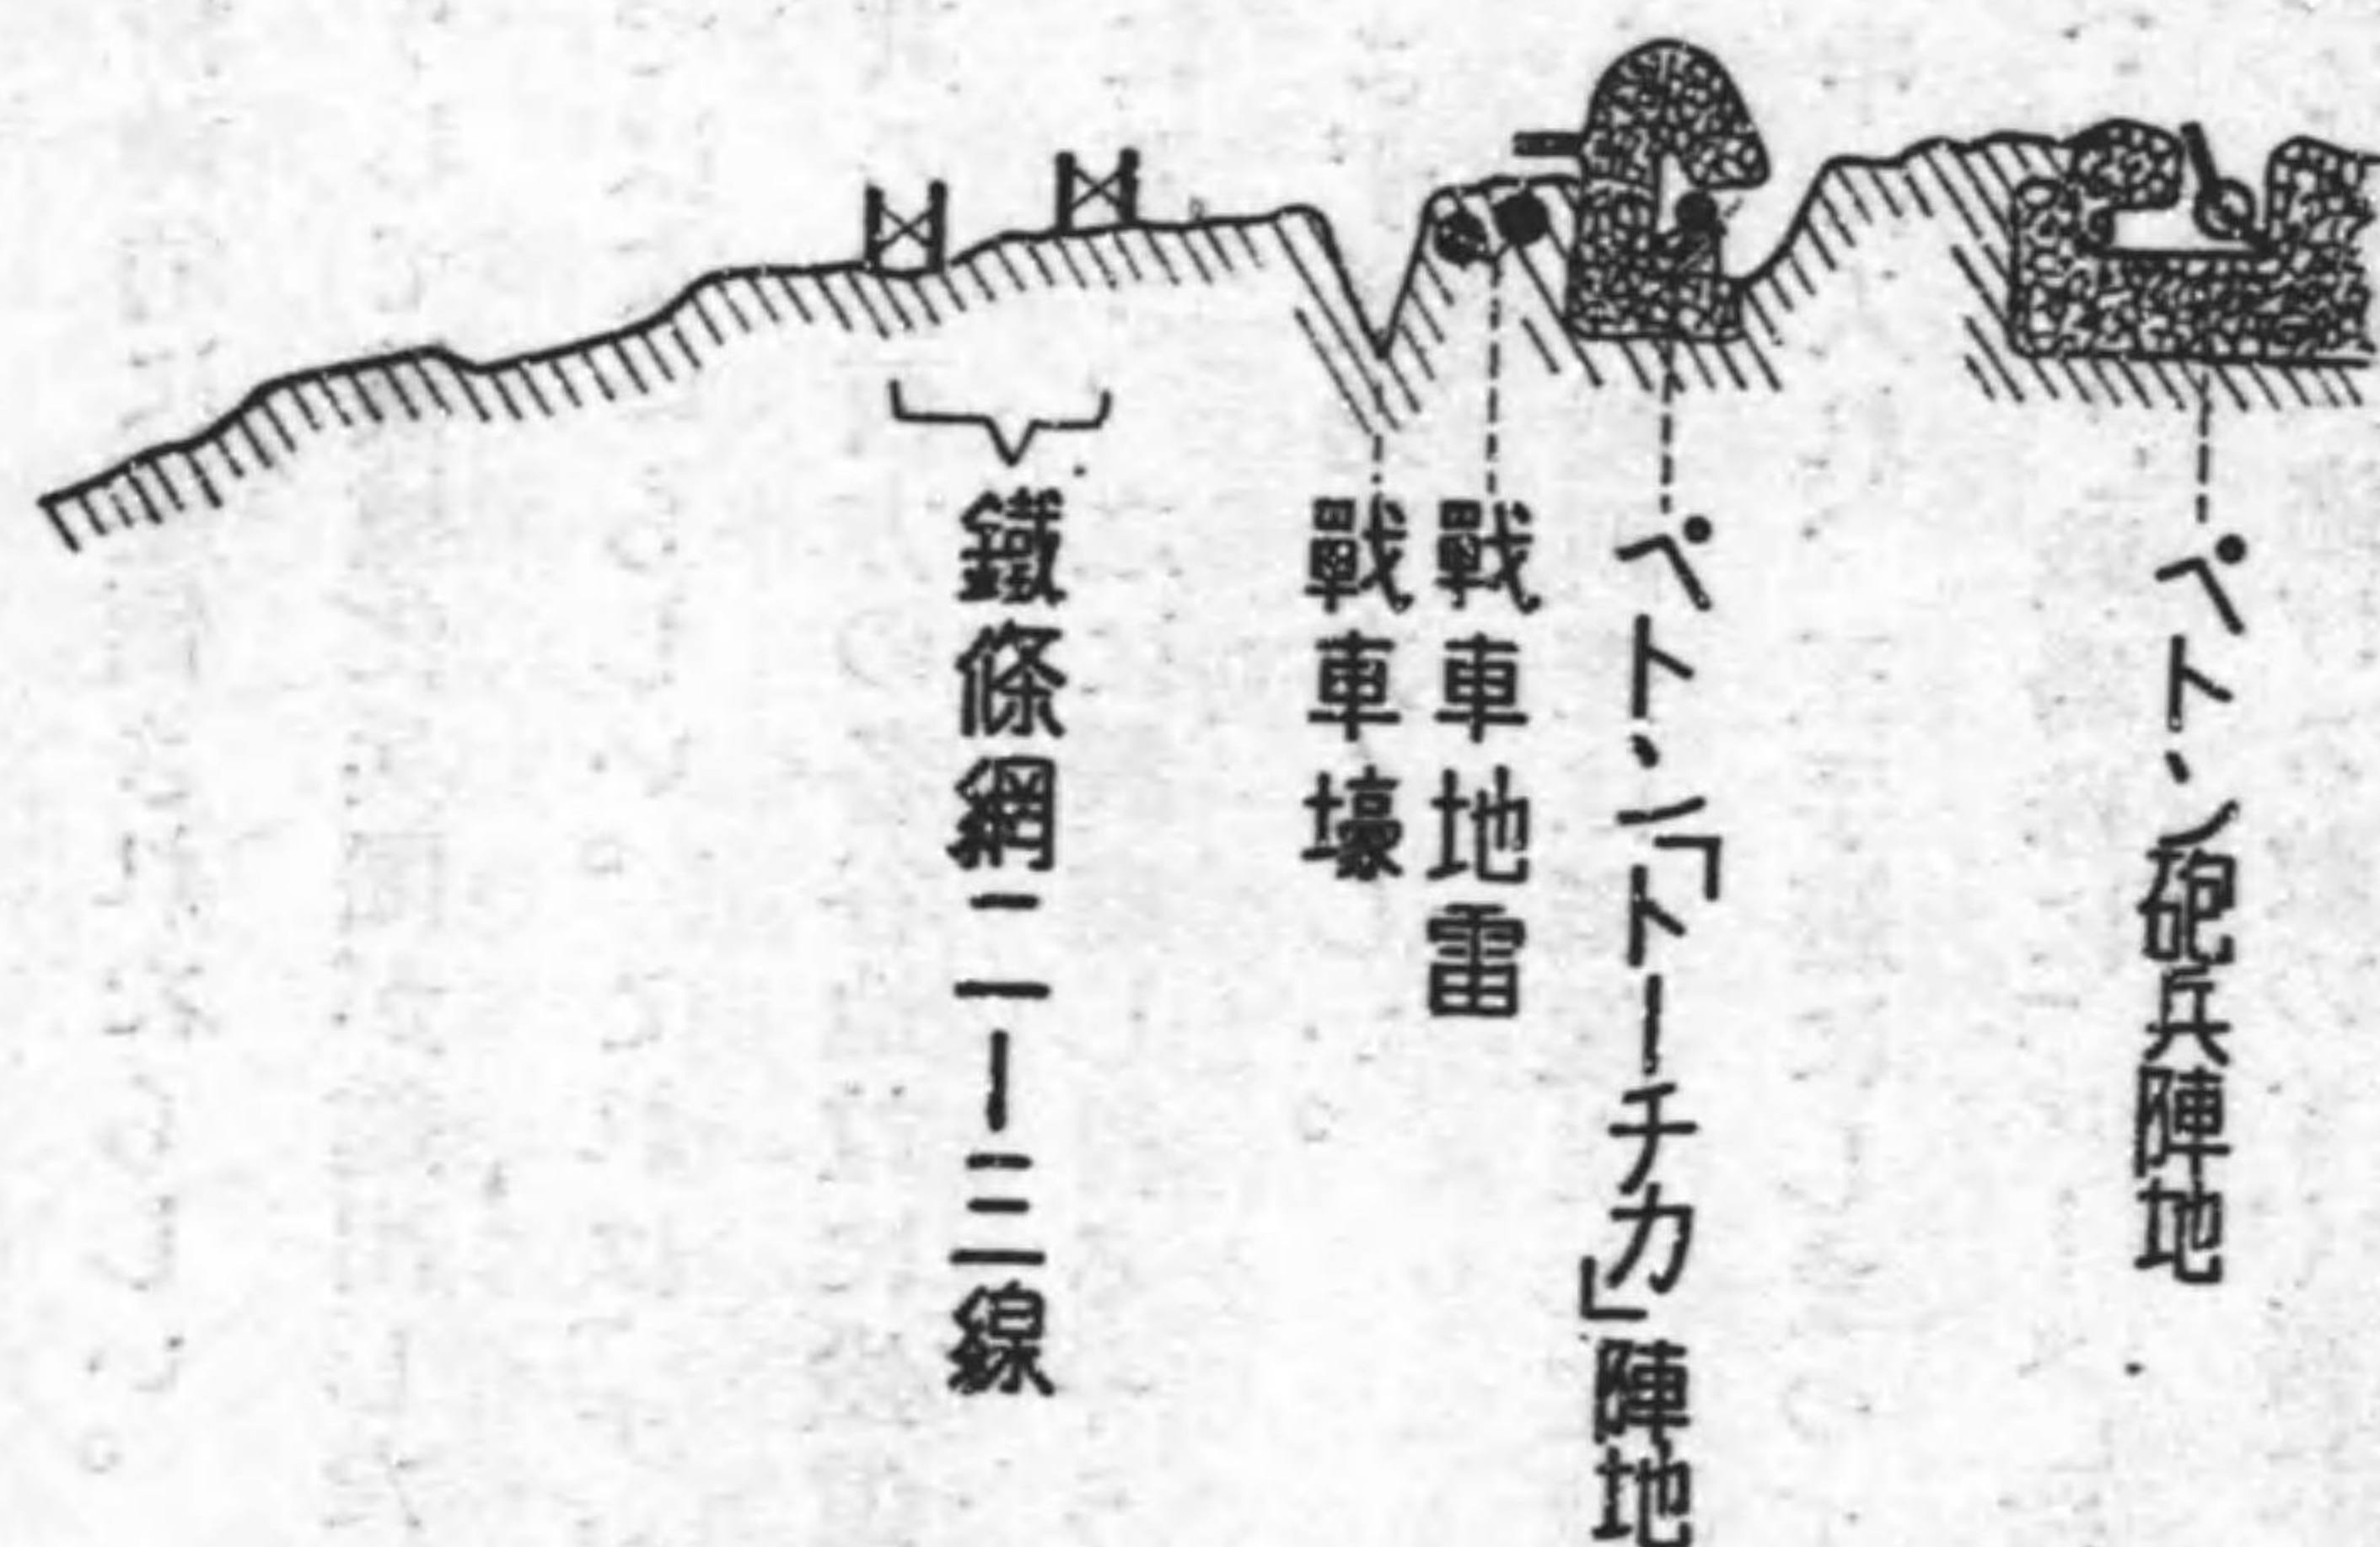 ペトン砲兵陣地
ペトン「トーチカ」陣地
戰車地雷
戰車壕
鐵條網二ー三線